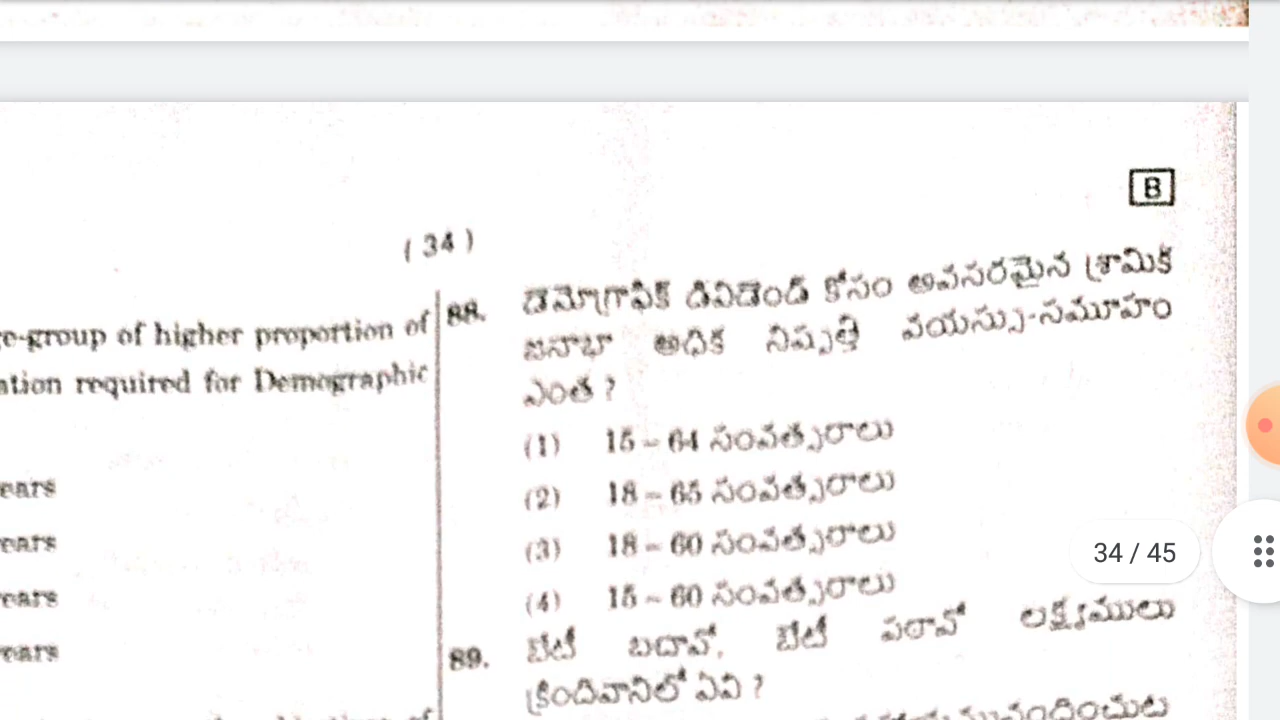 B
( 34 )
e-group of higher proportion of
ation required for Demographic
ears
ears
ears
ears
88. డెమోగ్రాఫిక్ డివిడెండ్ కోసం అవసరమైన శ్రామిక
జనాభా అధిక నిష్పత్తి వయస్సు-సమూహం
ఎంత ?
(1) 15 – 64 సంవత్సరాలు
(2) 18 – 65 సంవత్సరాలు
(3) 18 – 60 సంవత్సరాలు
(4) 15 – 60 సంవత్సరాలు
34 / 45
89. బేటీ బచావో, బేటీ పఠావో లక్ష్యములు
క్రిందివానిలో ఏవి ?